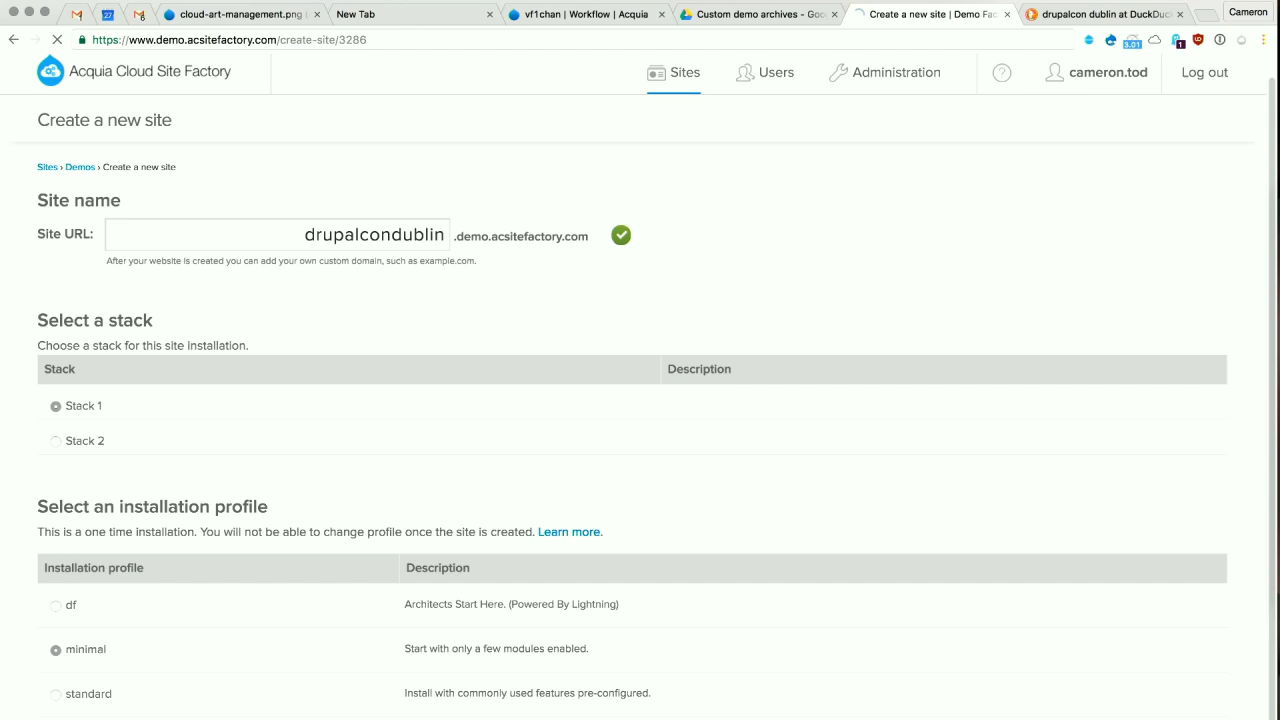 27
cloud-art-management.png
New Tab
vf1chan | Workflow | Acquia
Custom demo archives - Goo
Create a new site | Demo Fac
drupalcon dublin at DuckDuc
Cameron
https://www.demo.acsitefactory.com/create-site/3286
3.01
1
Acquia Cloud Site Factory
Sites
Users
Administration
?
cameron.tod
Log out
Create a new site
Sites › Demos › Create a new site
Site name
Site URL: drupalcondublin .demo.acsitefactory.com
After your website is created you can add your own custom domain, such as example.com.
Select a stack
Choose a stack for this site installation.
Stack Description
Stack 1
Stack 2
Select an installation profile
This is a one time installation. You will not be able to change profile once the site is created. Learn more.
Installation profile Description
df Architects Start Here. (Powered By Lightning)
minimal Start with only a few modules enabled.
standard Install with commonly used features pre-configured.